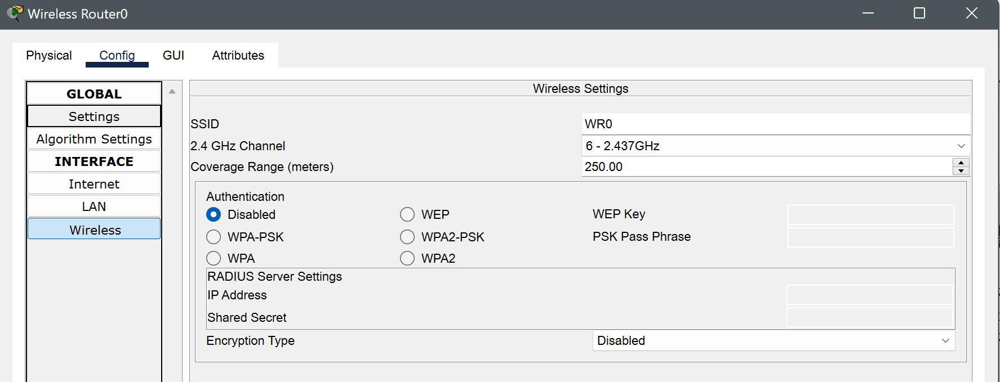 Wireless Router0
Physical Config GUI Attributes
GLOBAL
Settings
Algorithm Settings
INTERFACE
Internet
LAN
Wireless
Wireless Settings
SSID WR0
2.4 GHz Channel 6 - 2.437GHz
Coverage Range (meters) 250.00
Authentication
Disabled WEP WEP Key
WPA-PSK WPA2-PSK PSK Pass Phrase
WPA WPA2
RADIUS Server Settings
IP Address
Shared Secret
Encryption Type Disabled